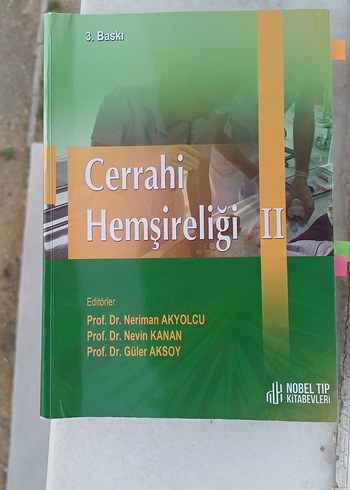 3. Baskı
Cerrahi
Hemşireliği II
Editörler
Prof. Dr. Neriman AKYOLCU
Prof. Dr. Nevin KANAN
Prof. Dr. Güler AKSOY
NOBEL TIP
KİTABEVLERİ